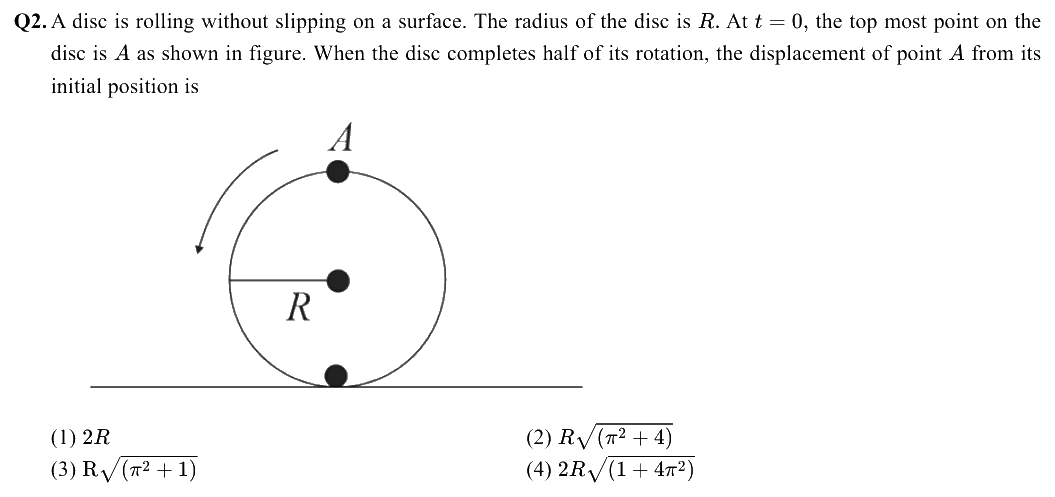 Q2. A disc is rolling without slipping on a surface. The radius of the disc is R. At t = 0, the top most point on the
disc is A as shown in figure. When the disc completes half of its rotation, the displacement of point A from its
initial position is
A
R
(1) 2R
(2) R√(π² + 4)
(3) R√(π² + 1)
(4) 2R√(1 + 4π²)